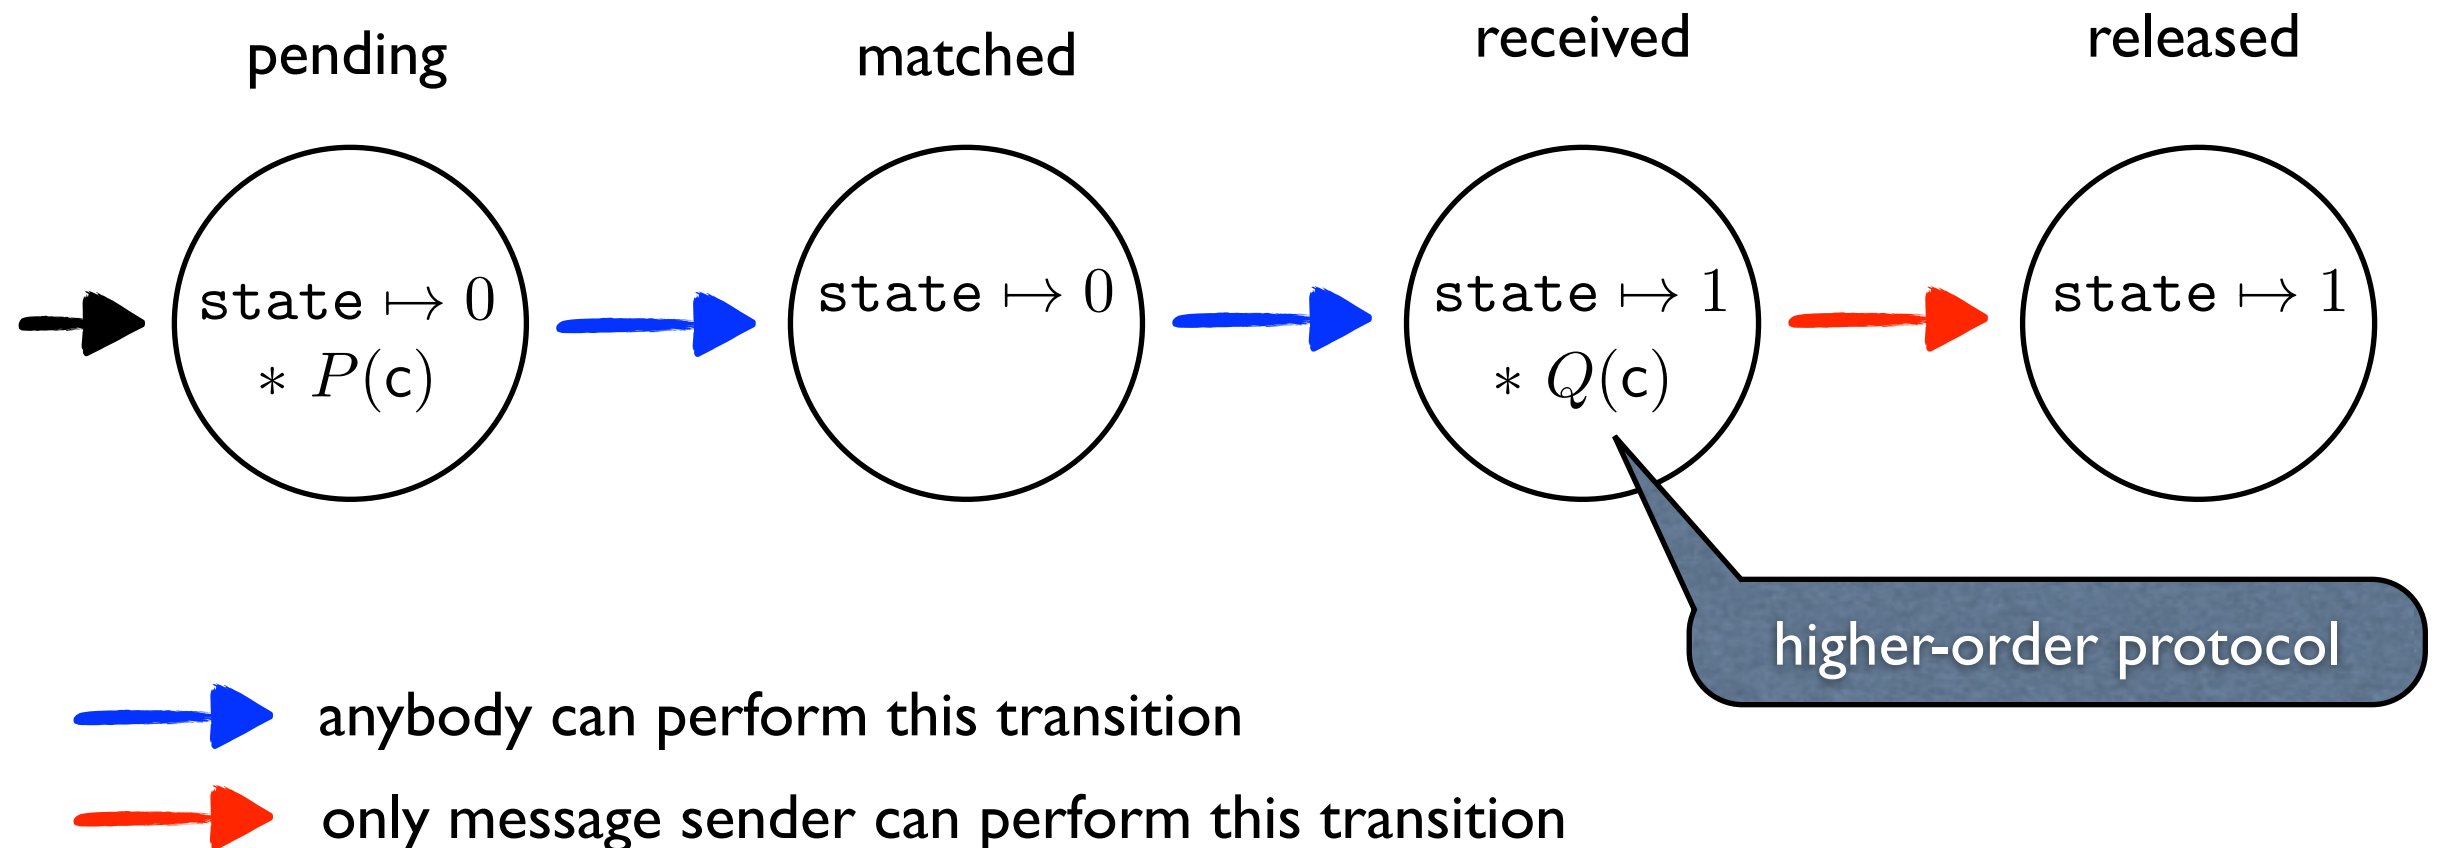 pending
matched
received
released
state ↦ 0
∗ P(c)
state ↦ 0
state ↦ 1
∗ Q(c)
state ↦ 1
higher-order protocol
anybody can perform this transition
only message sender can perform this transition